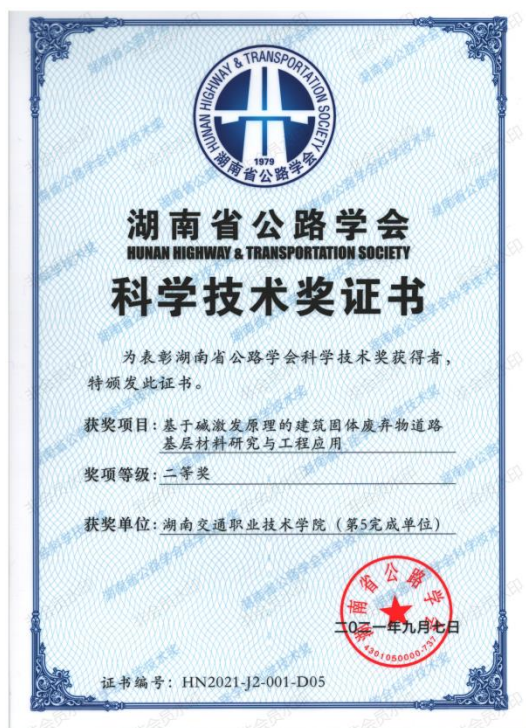 HUNAN HIGHWAY & TRANSPORTATION SOCIETY
1979
湖南省公路学会
湖南省公路学会
HUNAN HIGHWAY & TRANSPORTATION SOCIETY
科学技术奖证书
为表彰湖南省公路学会科学技术奖获得者，
特颁发此证书。
获奖项目：基于碱激发原理的建筑固体废弃物道路
基层材料研究与工程应用
奖项等级：二等奖
获奖单位：湖南交通职业技术学院（第5完成单位）
湖南省公路学会
二〇二一年九月七日
证书编号：HN2021-J2-001-D05